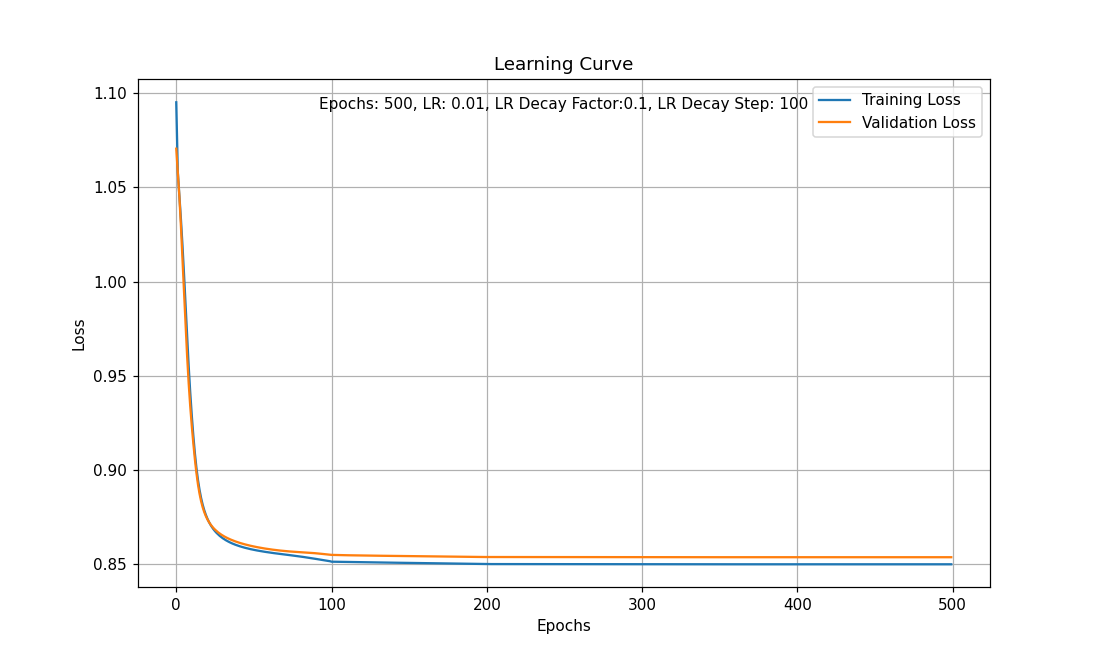 Learning Curve
1.10
1.05
1.00
0.95
0.90
0.85
Loss
Epochs: 500, LR: 0.01, LR Decay Factor:0.1, LR Decay Step: 100
Training Loss
Validation Loss
0 100 200 300 400 500
Epochs